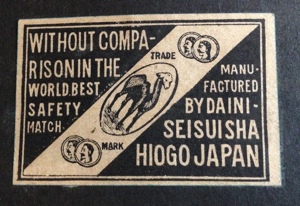 WITHOUT COMPA-
RISON IN THE
WORLD BEST
SAFETY
MATCH.
TRADE
MARK
MANU-
FACTURED
BY DAINI-
SEISUISHA
HIOGO JAPAN